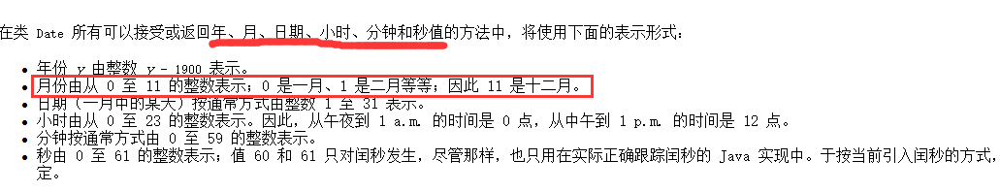 在类 Date 所有可以接受或返回年、月、日期、小时、分钟和秒值的方法中，将使用下面的表示形式：
年份 y 由整数 y - 1900 表示。
月份由从 0 至 11 的整数表示；0 是一月、1 是二月等等；因此 11 是十二月。
日期（一月中的某天）按通常方式由整数 1 至 31 表示。
小时由从 0 至 23 的整数表示。因此，从午夜到 1 a.m. 的时间是 0 点，从中午到 1 p.m. 的时间是 12 点。
分钟按通常方式由 0 至 59 的整数表示。
秒由 0 至 61 的整数表示；值 60 和 61 只对闰秒发生，尽管那样，也只用在实际正确跟踪闰秒的 Java 实现中。于按当前引入闰秒的方式，
定。